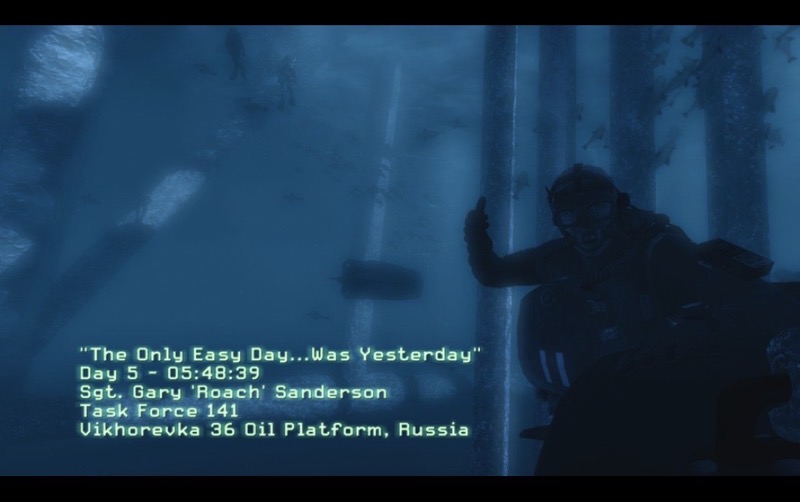 "The Only Easy Day...Was Yesterday"
Day 5 - 05:48:39
Sgt. Gary 'Roach' Sanderson
Task Force 141
Vikhorevka 36 Oil Platform, Russia